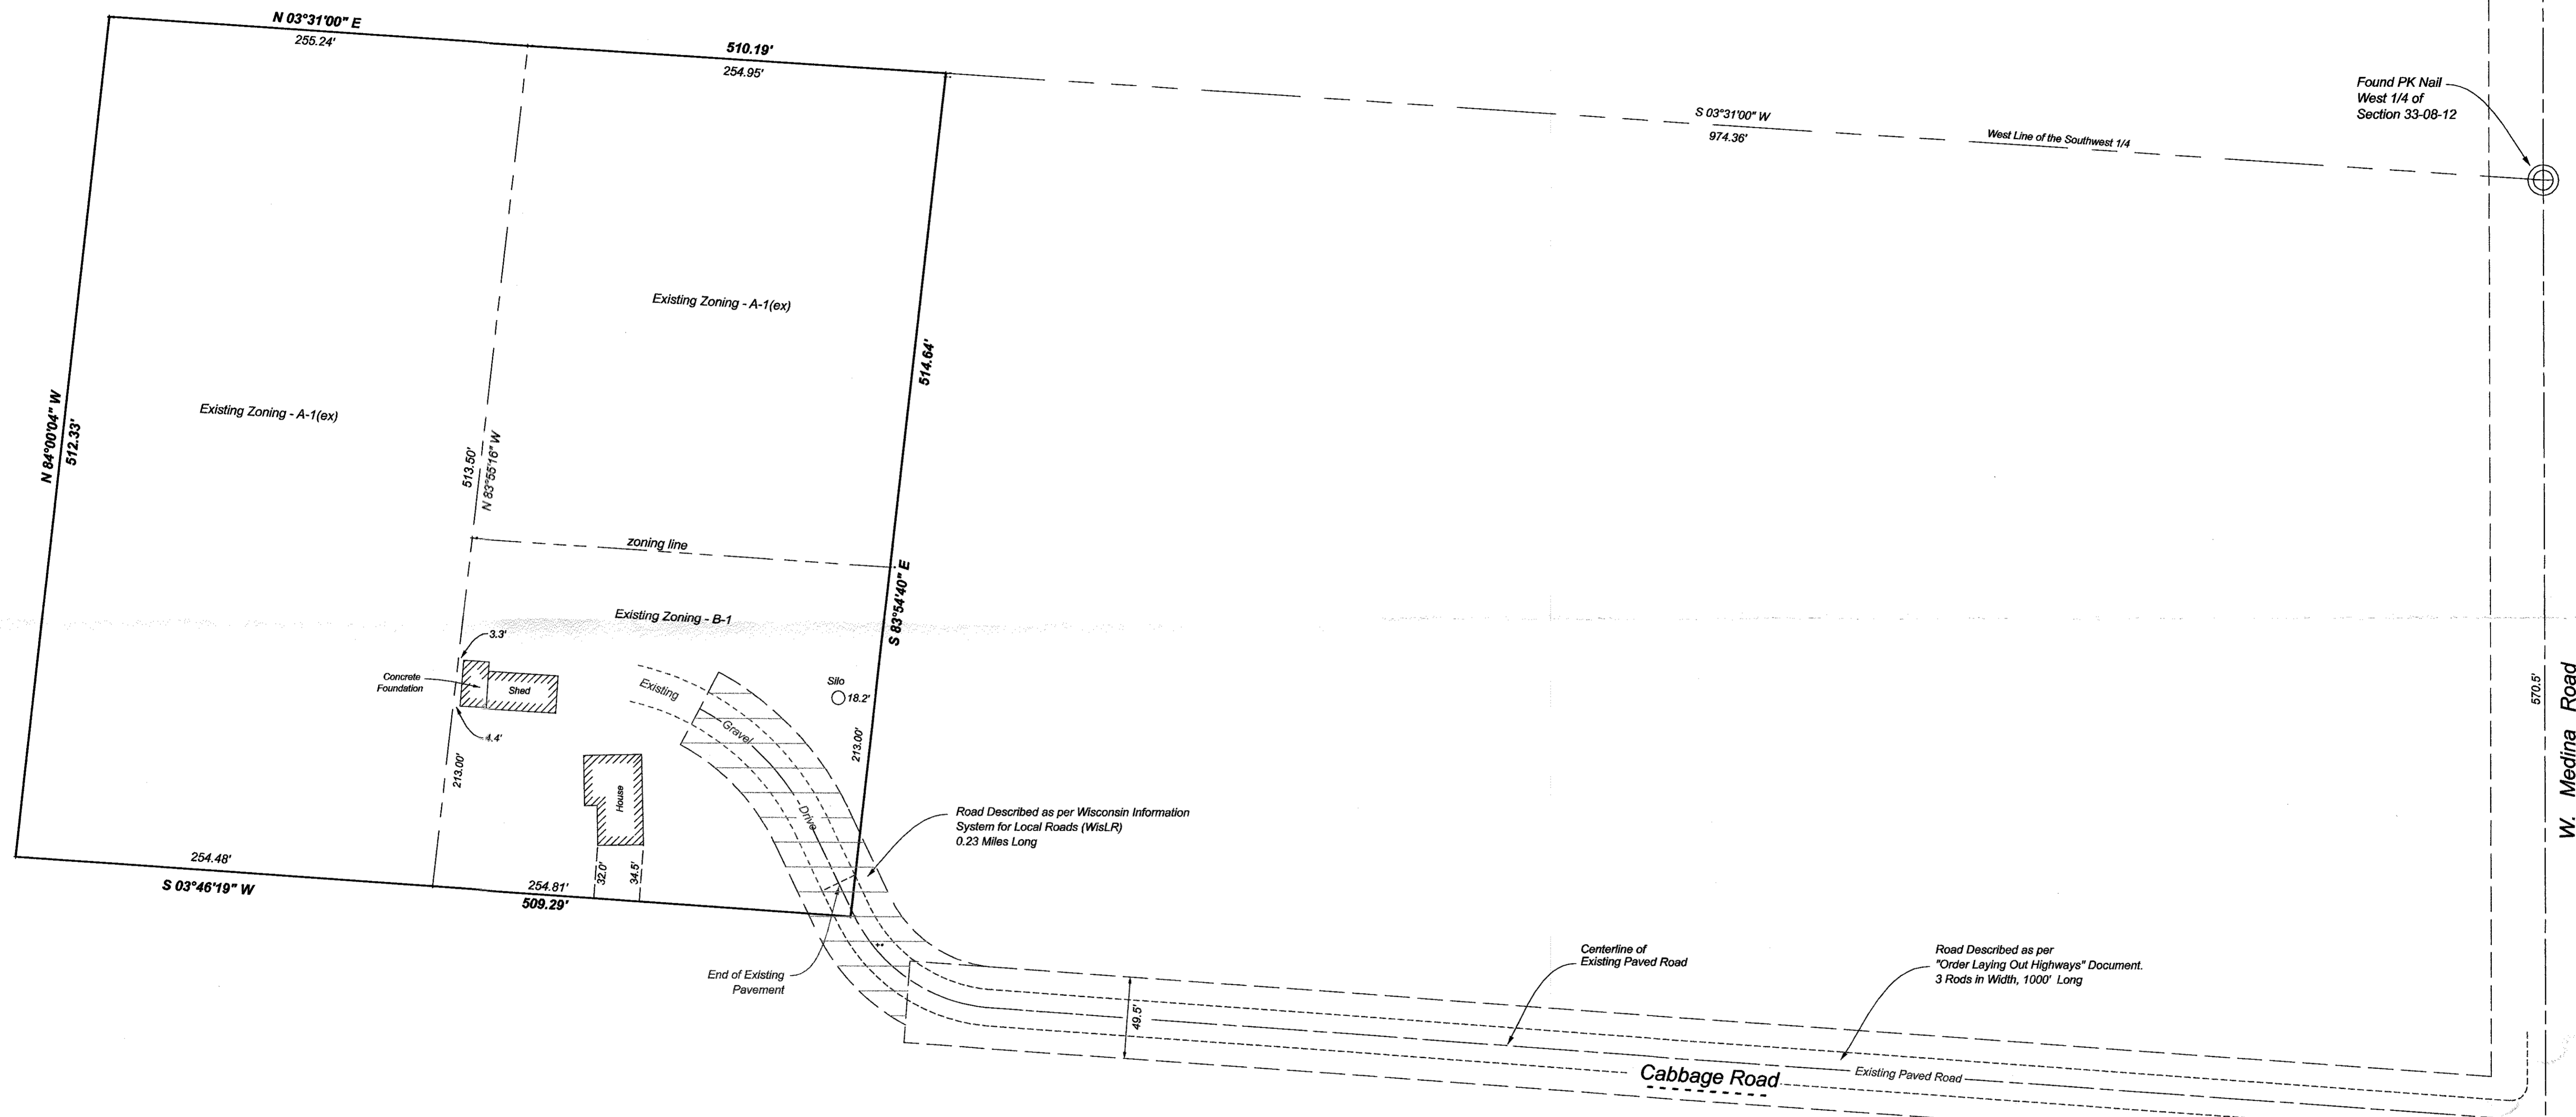 N 03°31'00" E
255.24'
510.19'
254.95'
S 03°31'00" W
974.36'
West Line of the Southwest 1/4
Found PK Nail
West 1/4 of
Section 33-08-12
Existing Zoning - A-1(ex)
Existing Zoning - A-1(ex)
N 84°00'04" W
512.33'
513.50'
N 83°55'16" W
514.64'
S 83°54'40" E
zoning line
Existing Zoning - B-1
3.3'
Concrete
Foundation
Shed
4.4'
213.00'
Existing
Gravel
Drive
Silo
18.2'
213.00'
House
32.0'
34.5'
254.48'
S 03°46'19" W
254.81'
509.29'
Road Described as per Wisconsin Information
System for Local Roads (WisLR)
0.23 Miles Long
End of Existing
Pavement
49.5'
Centerline of
Existing Paved Road
Road Described as per
"Order Laying Out Highways" Document.
3 Rods in Width, 1000' Long
Cabbage Road
Existing Paved Road
570.5'
W. Medina Road